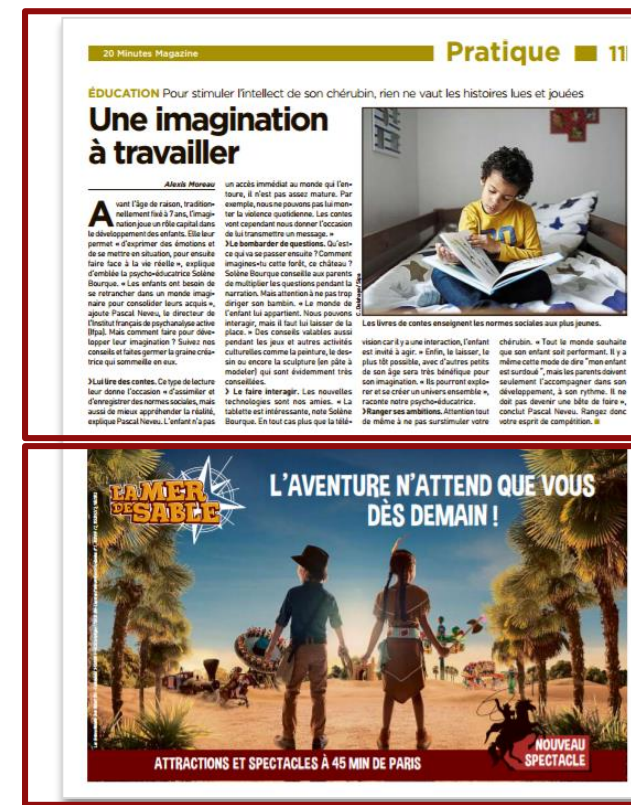 20 Minutes Magazine
Pratique 11
ÉDUCATION Pour stimuler l'intellect de son chérubin, rien ne vaut les histoires lues et jouées
Une imagination
à travailler
Alexis Moreau
Avant l'âge de raison, tradition-
nellement fixé à 7 ans, l'imagi-
nation joue un rôle capital dans
le développement des enfants. Elle leur
permet « d'exprimer des émotions et
de se mettre en situation, pour ensuite
faire face à la vie réelle », explique
d'emblée la psycho-éducatrice Solène
Bourque. « Les enfants ont besoin de
se retrancher dans un monde imagi-
naire pour consolider leurs acquis »,
ajoute Pascal Neveu, le directeur de
l'Institut français de psychanalyse active
(Ifpa). Mais comment faire pour déve-
lopper leur imagination ? Suivez nos
conseils et faites germer la graine créa-
trice qui sommeille en eux.
Lui lire des contes. Ce type de lecture
leur donne l'occasion « d'assimiler et
d'enregistrer des normes sociales, mais
aussi de mieux appréhender la réalité,
explique Pascal Neveu. L'enfant n'a pas
un accès immédiat au monde qui l'en-
toure, il n'est pas assez mature. Par
exemple, nous ne pouvons pas lui mon-
ter la violence quotidienne. Les contes
vont cependant nous donner l'occasion
de lui transmettre un message. »
Le bombarder de questions. Qu'est-
ce qui va se passer ensuite ? Comment
imagines-tu cette forêt, ce château ?
Solène Bourque conseille aux parents
de multiplier les questions pendant la
narration. Mais attention à ne pas trop
diriger son bambin. « Le monde de
l'enfant lui appartient. Nous pouvons
interagir, mais il faut lui laisser de la
place. » Des conseils valables aussi
pendant les jeux et autres activités
culturelles comme la peinture, le des-
sin ou encore la sculpture (en pâte à
modeler) qui sont évidemment très
conseillées.
Le faire interagir. Les nouvelles
technologies sont nos amies. « La
tablette est intéressante, note Solène
Bourque. En tout cas plus que la télé-
Les livres de contes enseignent les normes sociales aux plus jeunes.
vision car il y a une interaction, l'enfant
est invité à agir. » Enfin, le laisser, le
plus tôt possible, avec d'autres petits
de son âge sera très bénéfique pour
son imagination. « Ils pourront explo-
rer et se créer un univers ensemble »,
raconte notre psycho-éducatrice.
Ranger ses ambitions. Attention tout
de même à ne pas surstimuler votre
chérubin. « Tout le monde souhaite
que son enfant soit performant. Il y a
même cette mode de dire "mon enfant
est surdoué", mais les parents doivent
seulement l'accompagner dans son
développement, à son rythme. Il ne
doit pas devenir une bête de foire »,
conclut Pascal Neveu. Rangez donc
votre esprit de compétition.
LA MER
DE SABLE
L'AVENTURE N'ATTEND QUE VOUS
DÈS DEMAIN !
ATTRACTIONS ET SPECTACLES À 45 MIN DE PARIS
NOUVEAU
SPECTACLE